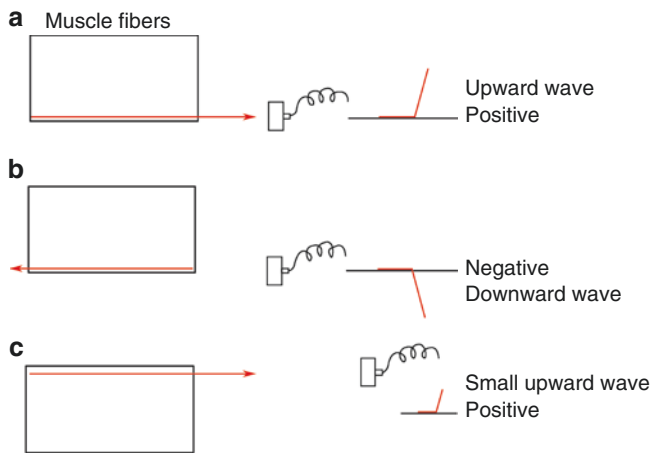 a Muscle fibers
Upward wave
Positive
b
Negative
Downward wave
c
Small upward wave
Positive